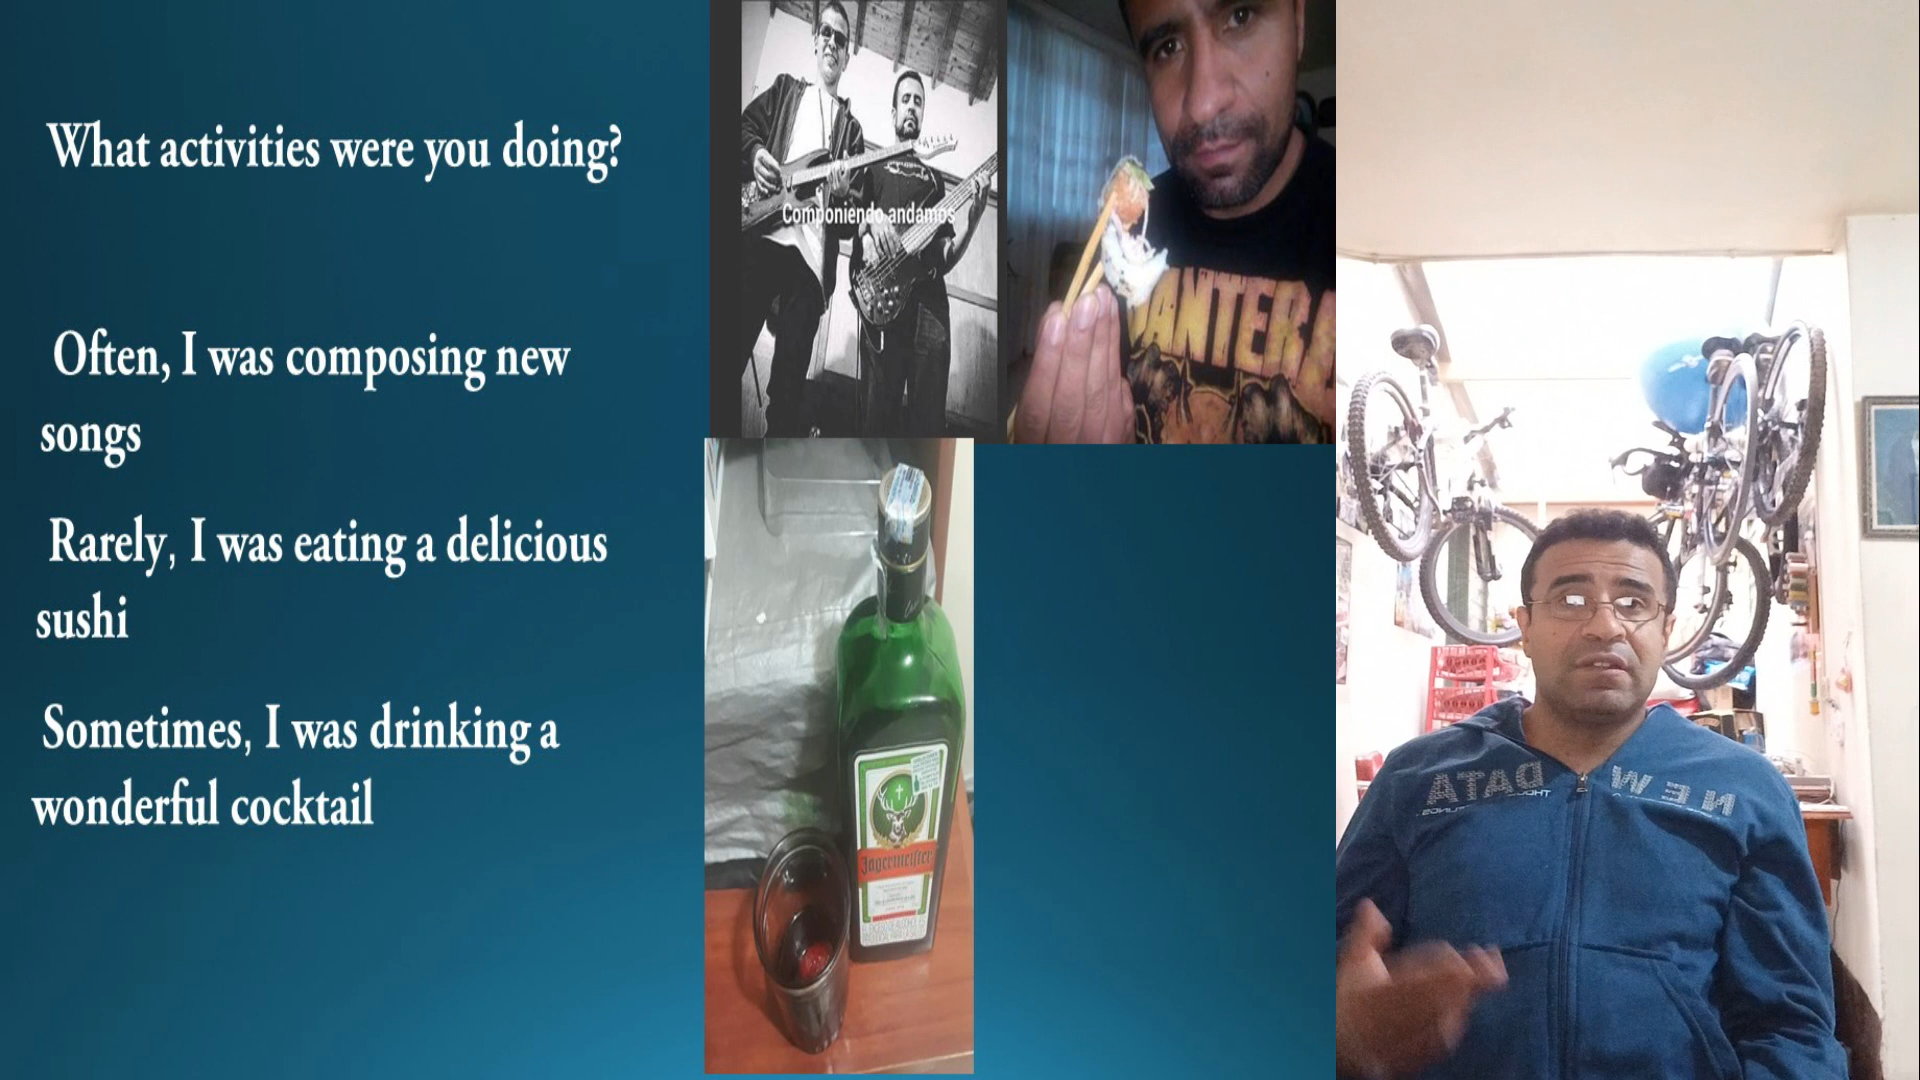 What activities were you doing?
Often, I was composing new
songs
Rarely, I was eating a delicious
sushi
Sometimes, I was drinking a
wonderful cocktail
Componiendo andamos
PANTERA
Jägermeister
NEW DATA